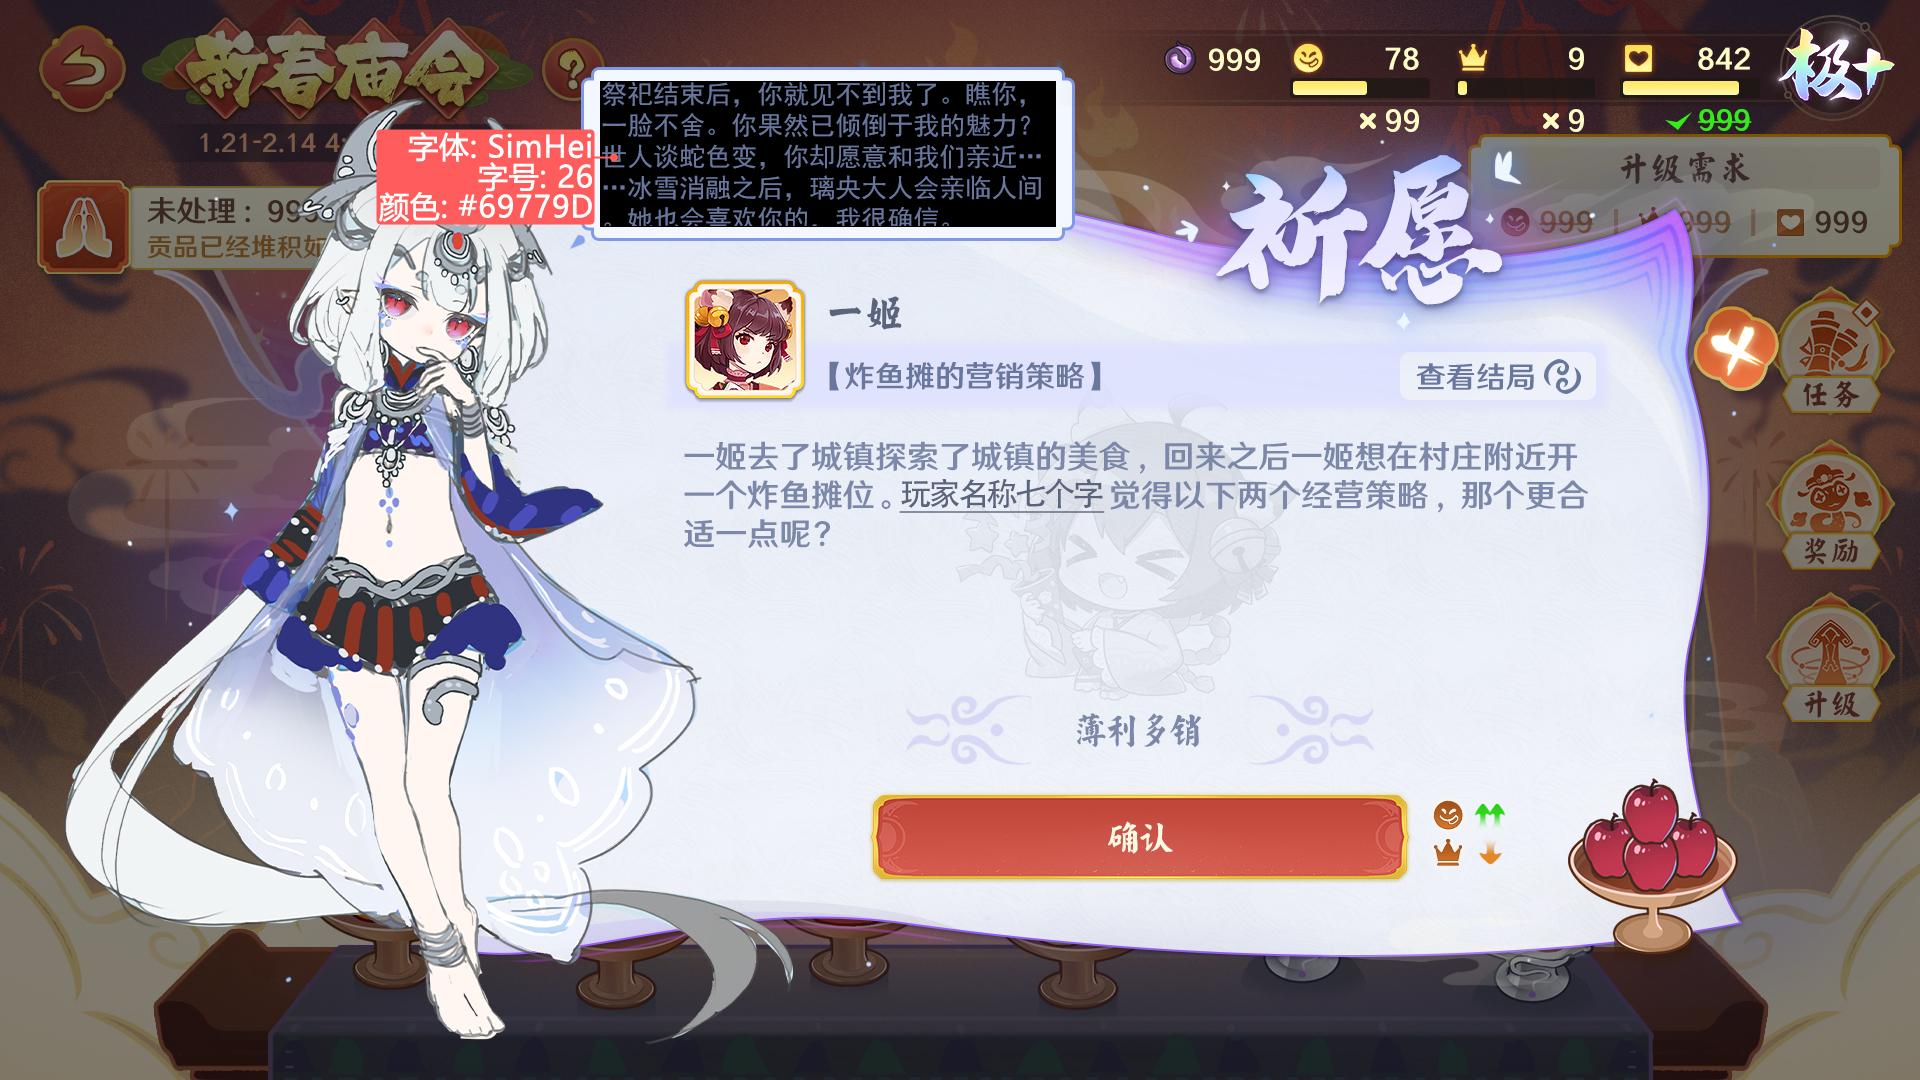 新春庙会
?
999
78
9
842
极+
×99
×9
999
1.21-2.14 4:
字体: SimHei
字号: 26
颜色: #69779D
祭祀结束后，你就见不到我了。瞧你，
一脸不舍。你果然已倾倒于我的魅力？
世人谈蛇色变，你却愿意和我们亲近…
…冰雪消融之后，璃央大人会亲临人间
。她也会喜欢你的，我很确信。
升级需求
999 | 999 | 999
未处理：99
贡品已经堆积如
祈愿
一姬
【炸鱼摊的营销策略】
查看结局
一姬去了城镇探索了城镇的美食，回来之后一姬想在村庄附近开
一个炸鱼摊位。玩家名称七个字觉得以下两个经营策略，那个更合
适一点呢？
薄利多销
确认
任务
奖励
升级